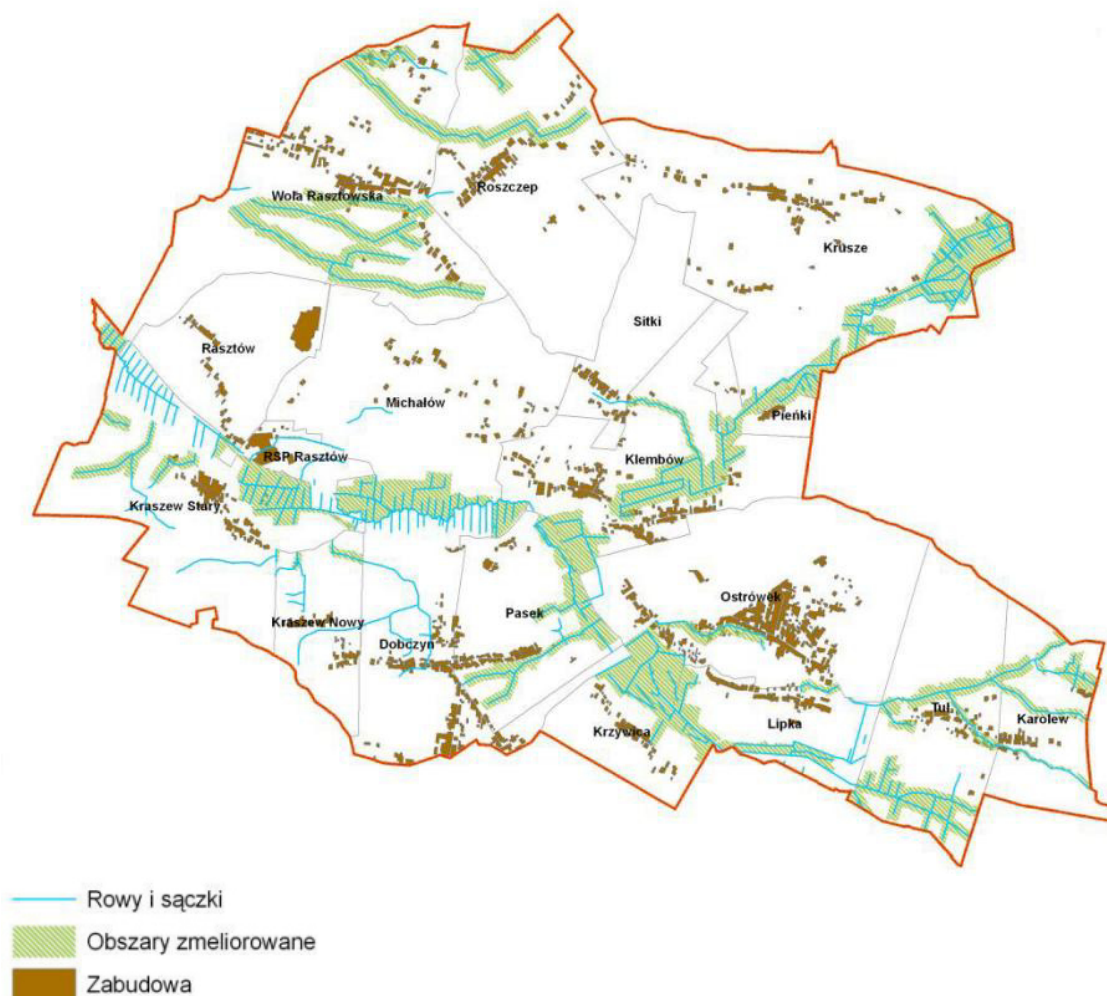 Roszczep
Wola Rasztowska
Krusze
Sitki
Rasztów
Michałów
Pieńki
RSP Rasztów
Klembów
Kraszew Stary
Ostrówek
Pasek
Kraszew Nowy
Dobczyn
Tuł
Karolew
Lipka
Krzywica
Rowy i sączki
Obszary zmeliorowane
Zabudowa